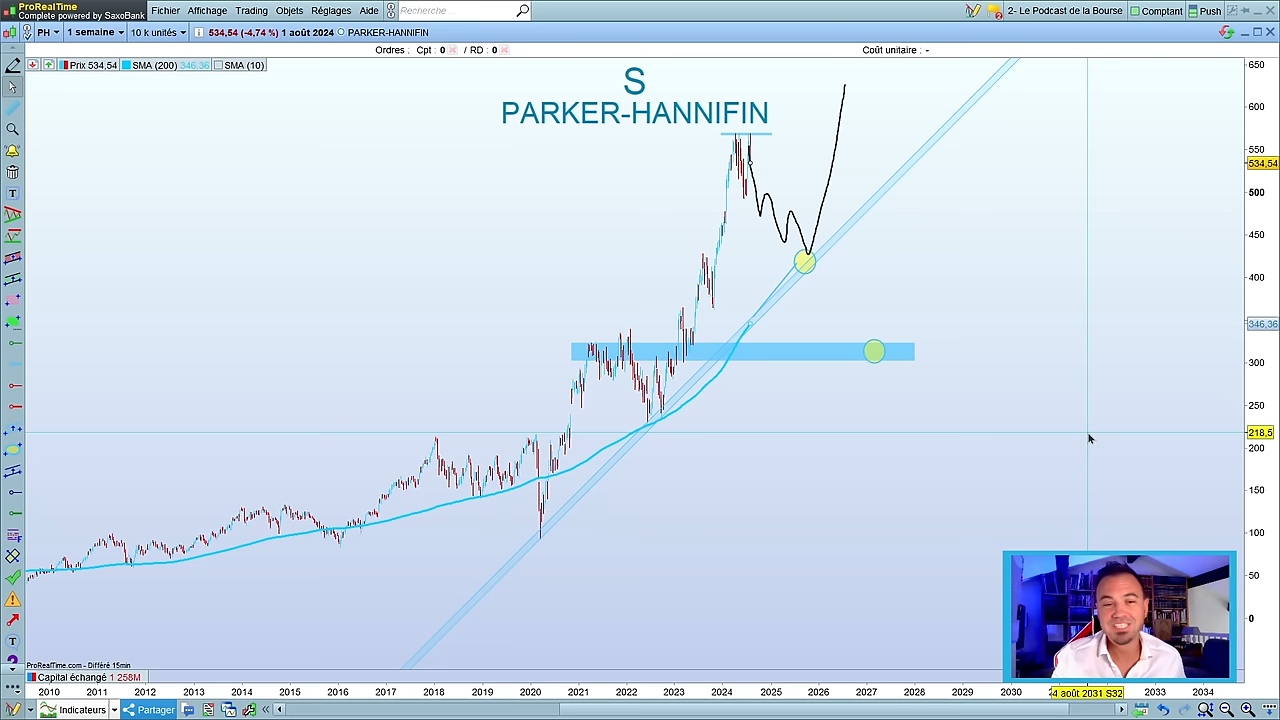 ProRealTime
Complete powered by SaxoBank
Fichier Affichage Trading Objets Réglages Aide Recherche
2- Le Podcast de la Bourse Comptant Push
PH 1 semaine 10 k unités 534,54 (-4,74 %) 1 août 2024 PARKER-HANNIFIN
Ordres : Cpt : 0 / RD : 0 Coût unitaire : -
Prix 534,54 SMA (200) 346,36 SMA (10)
S
PARKER-HANNIFIN
650
600
550
534,54
500
450
400
346,36
300
250
218,5
200
150
100
50
0
ProRealTime.com - Différé 15min
Capital échangé 1 258M
2010 2011 2012 2013 2014 2015 2016 2017 2018 2019 2020 2021 2022 2023 2024 2025 2026 2027 2028 2029 2030 4 août 2031 S32 2033 2034
Indicateurs Partager